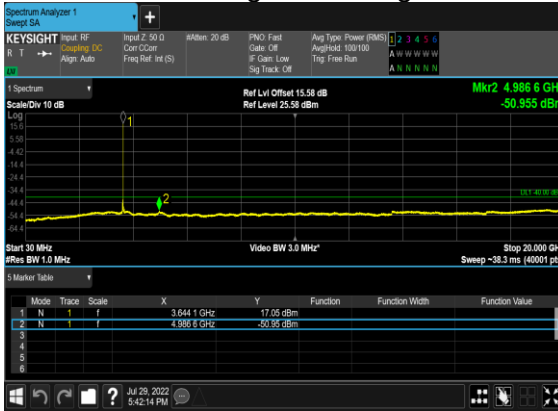 Spectrum Analyzer 1
Swept SA
+
KEYSIGHT Input: RF Input Z: 50 Ω #Atten: 20 dB PNO: Fast Avg Type: Power (RMS) 1 2 3 4 5 6
R T Coupling: DC Corr CCorr Gate: Off Avg|Hold: 100/100 A W W W W W
Align: Auto Freq Ref: Int (S) IF Gain: Low Trig: Free Run
LXI Sig Track: Off A N N N N N
1 Spectrum Ref Lvl Offset 15.58 dB Mkr2 4.986 6 GH
Scale/Div 10 dB Ref Level 25.58 dBm -50.955 dBr
Log
15.6
5.58
-4.42
-14.4
-24.4
-34.4
-44.4
-54.4
-64.4
1
2
DL1 -40.00 dB
Start 30 MHz Video BW 3.0 MHz* Stop 20.000 GH
#Res BW 1.0 MHz Sweep ~38.3 ms (40001 pt
5 Marker Table
Mode Trace Scale X Y Function Function Width Function Value
1 N 1 f 3.644 1 GHz 17.05 dBm
2 N 1 f 4.986 6 GHz -50.95 dBm
3
4
5
6
?
Jul 29, 2022
5:42:14 PM